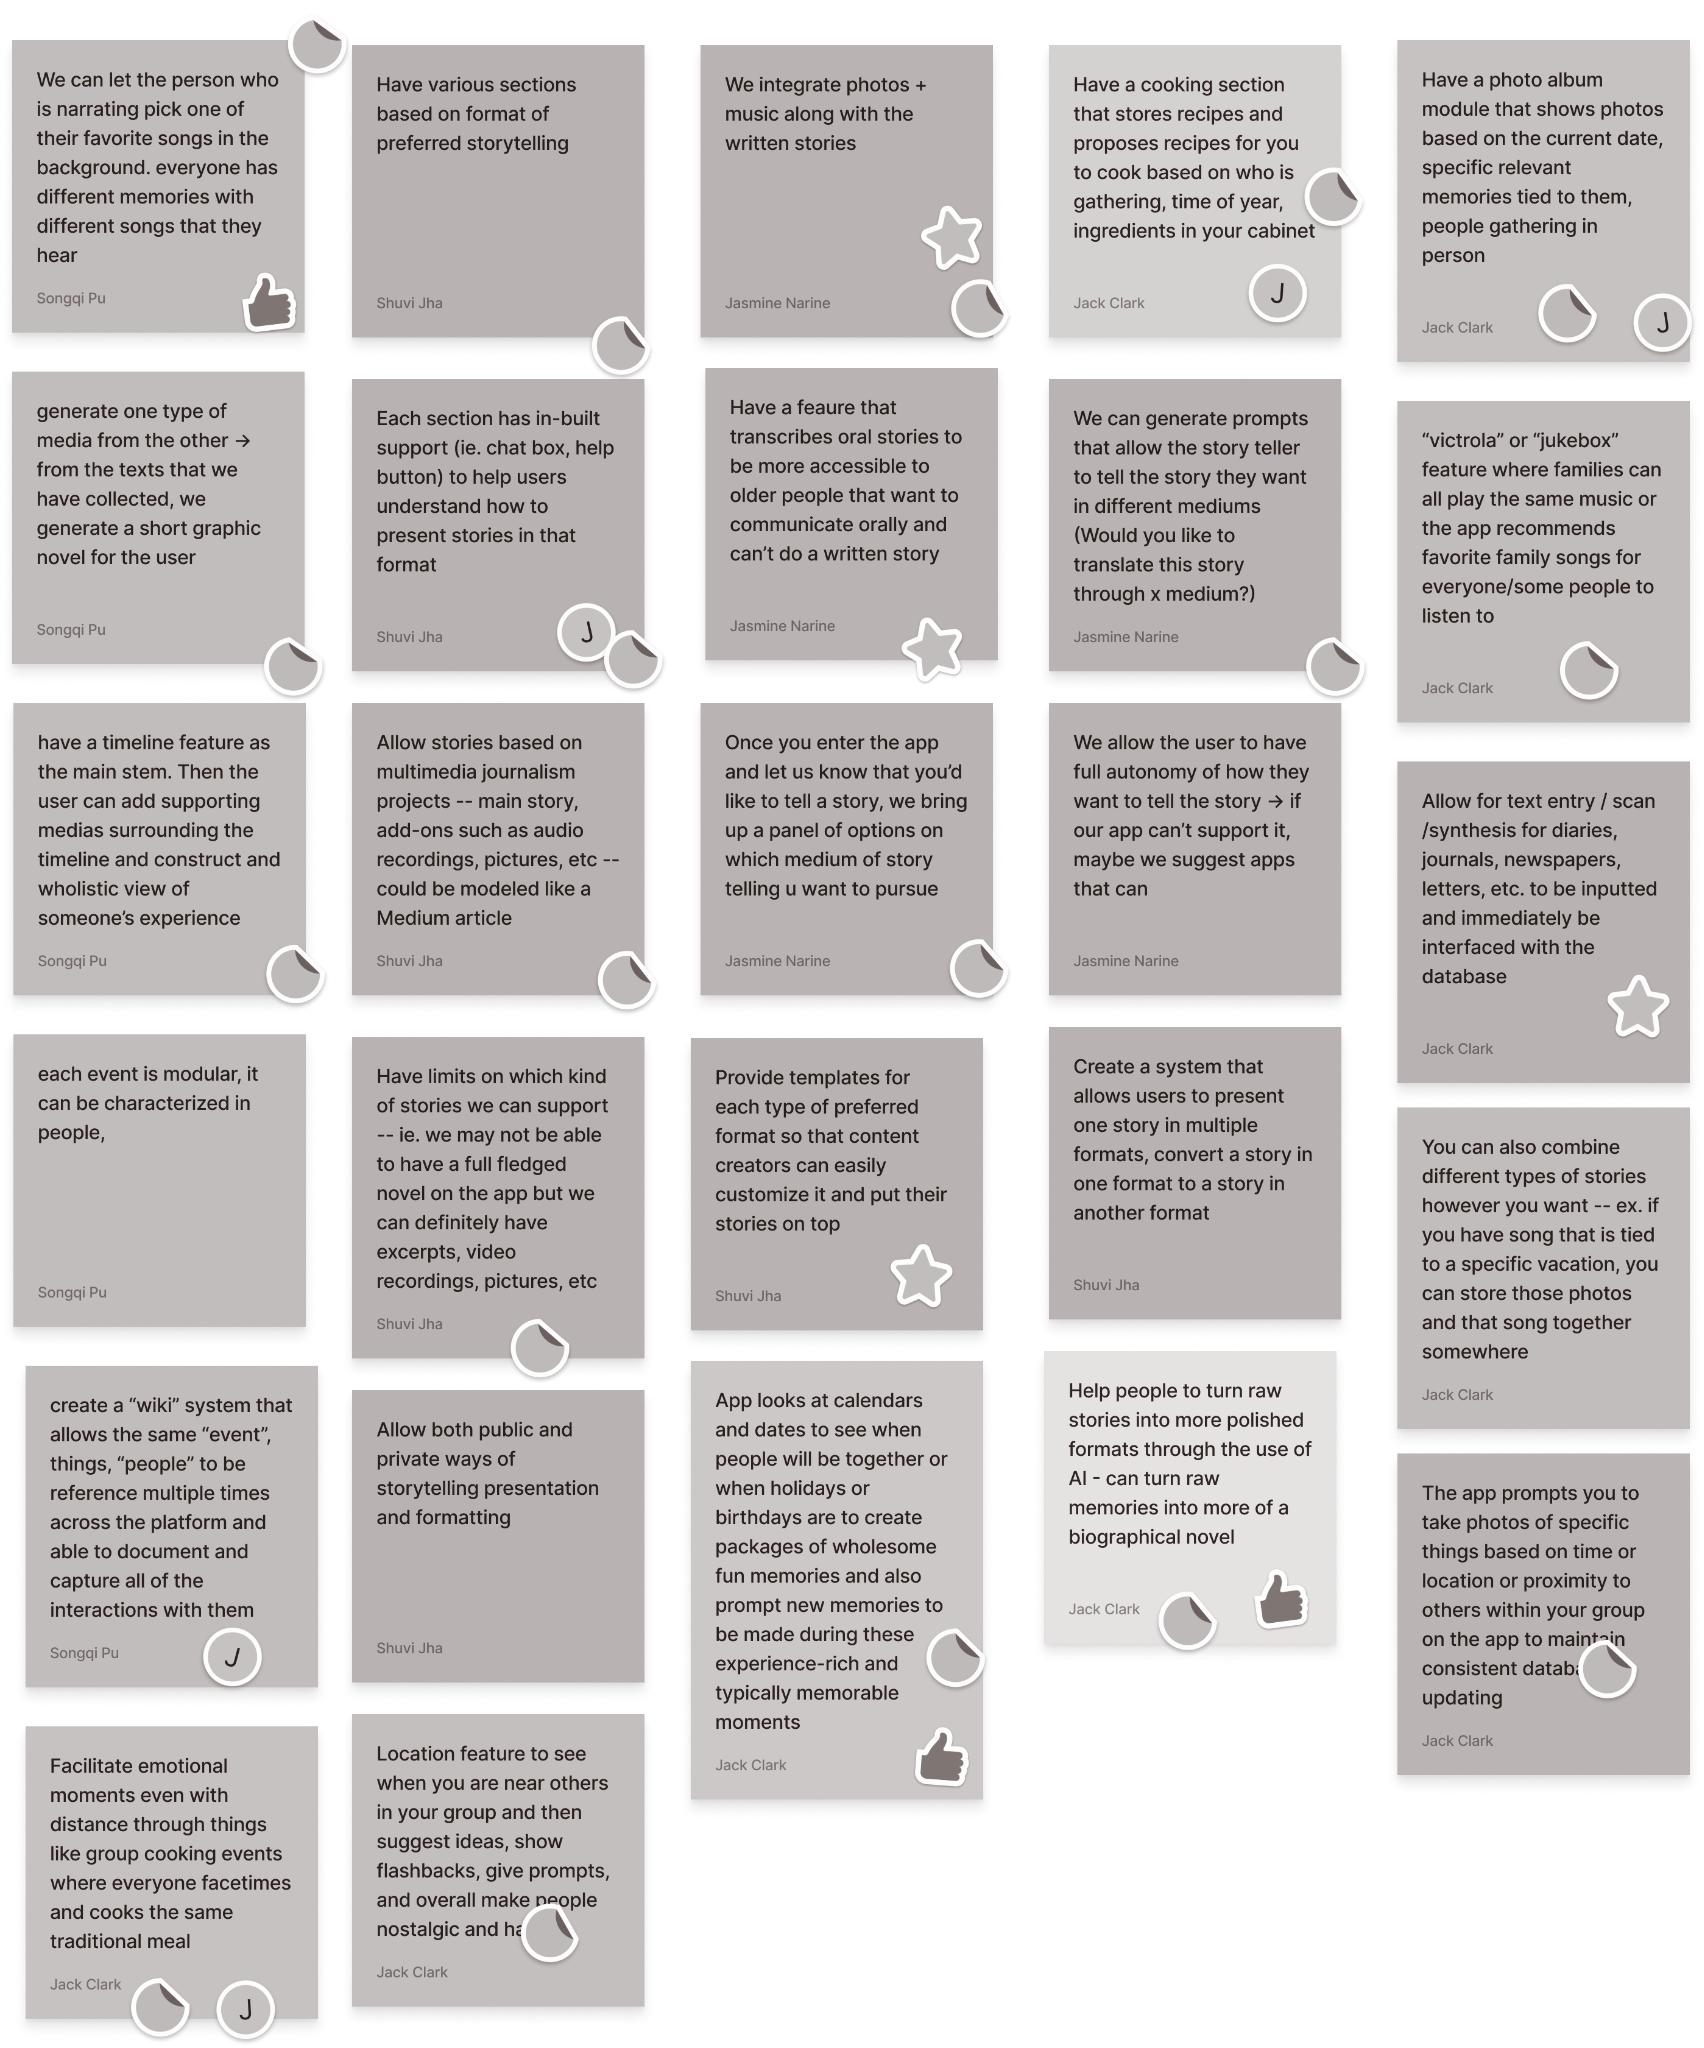 We can let the person who
is narrating pick one of
their favorite songs in the
background. everyone has
different memories with
different songs that they
hear
Songqi Pu
generate one type of
media from the other →
from the texts that we
have collected, we
generate a short graphic
novel for the user
Songqi Pu
have a timeline feature as
the main stem. Then the
user can add supporting
medias surrounding the
timeline and construct and
wholistic view of
someone's experience
Songqi Pu
each event is modular, it
can be characterized in
people,
Songqi Pu
create a “wiki” system that
allows the same “event”,
things, “people” to be
reference multiple times
across the platform and
able to document and
capture all of the
interactions with them
Songqi Pu
J
Facilitate emotional
moments even with
distance through things
like group cooking events
where everyone facetimes
and cooks the same
traditional meal
Jack Clark
J
Have various sections
based on format of
preferred storytelling
Shuvi Jha
Each section has in-built
support (ie. chat box, help
button) to help users
understand how to
present stories in that
format
Shuvi Jha
J
Allow stories based on
multimedia journalism
projects -- main story,
add-ons such as audio
recordings, pictures, etc --
could be modeled like a
Medium article
Shuvi Jha
Have limits on which kind
of stories we can support
-- ie. we may not be able
to have a full fledged
novel on the app but we
can definitely have
excerpts, video
recordings, pictures, etc
Shuvi Jha
Allow both public and
private ways of
storytelling presentation
and formatting
Shuvi Jha
Location feature to see
when you are near others
in your group and then
suggest ideas, show
flashbacks, give prompts,
and overall make people
nostalgic and
Jack Clark
We integrate photos +
music along with the
written stories
Jasmine Narine
Have a feaure that
transcribes oral stories to
be more accessible to
older people that want to
communicate orally and
can't do a written story
Jasmine Narine
Once you enter the app
and let us know that you'd
like to tell a story, we bring
up a panel of options on
which medium of story
telling u want to pursue
Jasmine Narine
Provide templates for
each type of preferred
format so that content
creators can easily
customize it and put their
stories on top
Shuvi Jha
App looks at calendars
and dates to see when
people will be together or
when holidays or
birthdays are to create
packages of wholesome
fun memories and also
prompt new memories to
be made during these
experience-rich and
typically memorable
moments
Jack Clark
Have a cooking section
that stores recipes and
proposes recipes for you
to cook based on who is
gathering, time of year,
ingredients in your cabinet
Jack Clark
J
We can generate prompts
that allow the story teller
to tell the story they want
in different mediums
(Would you like to
translate this story
through x medium?)
Jasmine Narine
We allow the user to have
full autonomy of how they
want to tell the story → if
our app can't support it,
maybe we suggest apps
that can
Jasmine Narine
Create a system that
allows users to present
one story in multiple
formats, convert a story in
one format to a story in
another format
Shuvi Jha
Help people to turn raw
stories into more polished
formats through the use of
AI - can turn raw
memories into more of a
biographical novel
Jack Clark
Have a photo album
module that shows photos
based on the current date,
specific relevant
memories tied to them,
people gathering in
person
Jack Clark
J
“victrola” or “jukebox”
feature where families can
all play the same music or
the app recommends
favorite family songs for
everyone/some people to
listen to
Jack Clark
Allow for text entry / scan
/synthesis for diaries,
journals, newspapers,
letters, etc. to be inputted
and immediately be
interfaced with the
database
Jack Clark
You can also combine
different types of stories
however you want -- ex. if
you have song that is tied
to a specific vacation, you
can store those photos
and that song together
somewhere
Jack Clark
The app prompts you to
take photos of specific
things based on time or
location or proximity to
others within your group
on the app to maintain
consistent
updating
Jack Clark